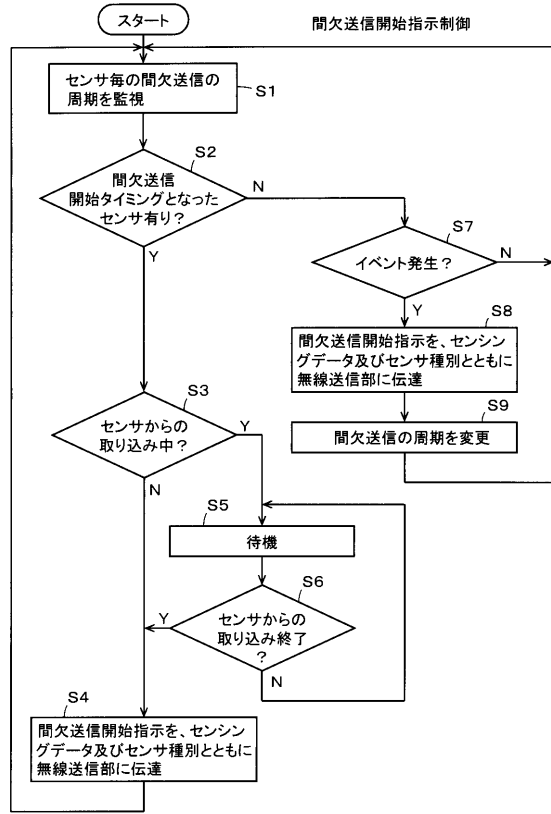 間欠送信開始指示制御
スタート
センサ毎の間欠送信の
周期を監視
S1
S2
間欠送信
開始タイミングとなった
センサ有り？
N
Y
S7
イベント発生？
N
Y
S8
間欠送信開始指示を、センシン
グデータ及びセンサ種別とともに
無線送信部に伝達
S9
間欠送信の周期を変更
S3
センサからの
取り込み中？
Y
N
S5
待機
S6
センサからの
取り込み終了
？
Y
N
S4
間欠送信開始指示を、センシン
グデータ及びセンサ種別とともに
無線送信部に伝達